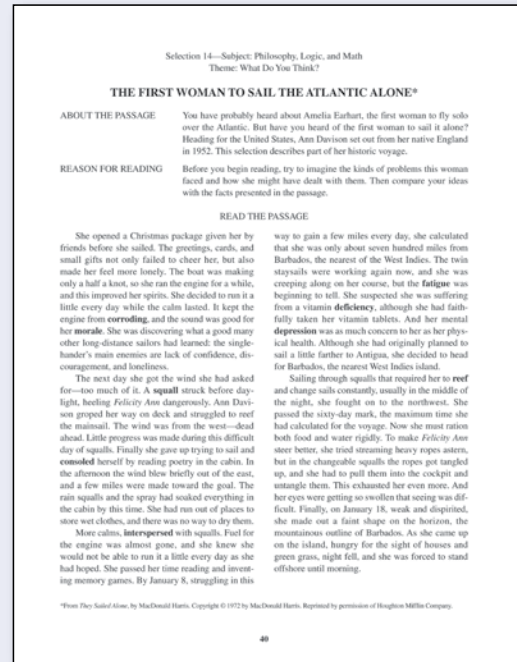 Selection 14—Subject: Philosophy, Logic, and Math
Theme: What Do You Think?
THE FIRST WOMAN TO SAIL THE ATLANTIC ALONE*
ABOUT THE PASSAGE
You have probably heard about Amelia Earhart, the first woman to fly solo
over the Atlantic. But have you heard of the first woman to sail it alone?
Heading for the United States, Ann Davison set out from her native England
in 1952. This selection describes part of her historic voyage.
REASON FOR READING
Before you begin reading, try to imagine the kinds of problems this woman
faced and how she might have dealt with them. Then compare your ideas
with the facts presented in the passage.
READ THE PASSAGE
She opened a Christmas package given her by
friends before she sailed. The greetings, cards, and
small gifts not only failed to cheer her, but also
made her feel more lonely. The boat was making
only a half a knot, so she ran the engine for a while,
and this improved her spirits. She decided to run it a
little every day while the calm lasted. It kept the
engine from corroding, and the sound was good for
her morale. She was discovering what a good many
other long-distance sailors had learned: the single-
hander's main enemies are lack of confidence, dis-
couragement, and loneliness.
The next day she got the wind she had asked
for—too much of it. A squall struck before day-
light, heeling Felicity Ann dangerously. Ann Davi-
son groped her way on deck and struggled to reef
the mainsail. The wind was from the west—dead
ahead. Little progress was made during this difficult
day of squalls. Finally she gave up trying to sail and
consoled herself by reading poetry in the cabin. In
the afternoon the wind blew briefly out of the east,
and a few miles were made toward the goal. The
rain squalls and the spray had soaked everything in
the cabin by this time. She had run out of places to
store wet clothes, and there was no way to dry them.
More calms, interspersed with squalls. Fuel for
the engine was almost gone, and she knew she
would not be able to run it a little every day as she
had hoped. She passed her time reading and invent-
ing memory games. By January 8, struggling in this
way to gain a few miles every day, she calculated
that she was only about seven hundred miles from
Barbados, the nearest of the West Indies. The twin
staysails were working again now, and she was
creeping along on her course, but the fatigue was
beginning to tell. She suspected she was suffering
from a vitamin deficiency, although she had faith-
fully taken her vitamin tablets. And her mental
depression was as much concern to her as her phys-
ical health. Although she had originally planned to
sail a little farther to Antigua, she decided to head
for Barbados, the nearest West Indies island.
Sailing through squalls that required her to reef
and change sails constantly, usually in the middle of
the night, she fought on to the northwest. She
passed the sixty-day mark, the maximum time she
had calculated for the voyage. Now she must ration
both food and water rigidly. To make Felicity Ann
steer better, she tried streaming heavy ropes astern,
but in the changeable squalls the ropes got tangled
up, and she had to pull them into the cockpit and
untangle them. This exhausted her even more. And
her eyes were getting so swollen that seeing was dif-
ficult. Finally, on January 18, weak and dispirited,
she made out a faint shape on the horizon, the
mountainous outline of Barbados. As she came up
on the island, hungry for the sight of houses and
green grass, night fell, and she was forced to stand
offshore until morning.
*From They Sailed Alone, by MacDonald Harris. Copyright © 1972 by MacDonald Harris. Reprinted by permission of Houghton Mifflin Company.
40